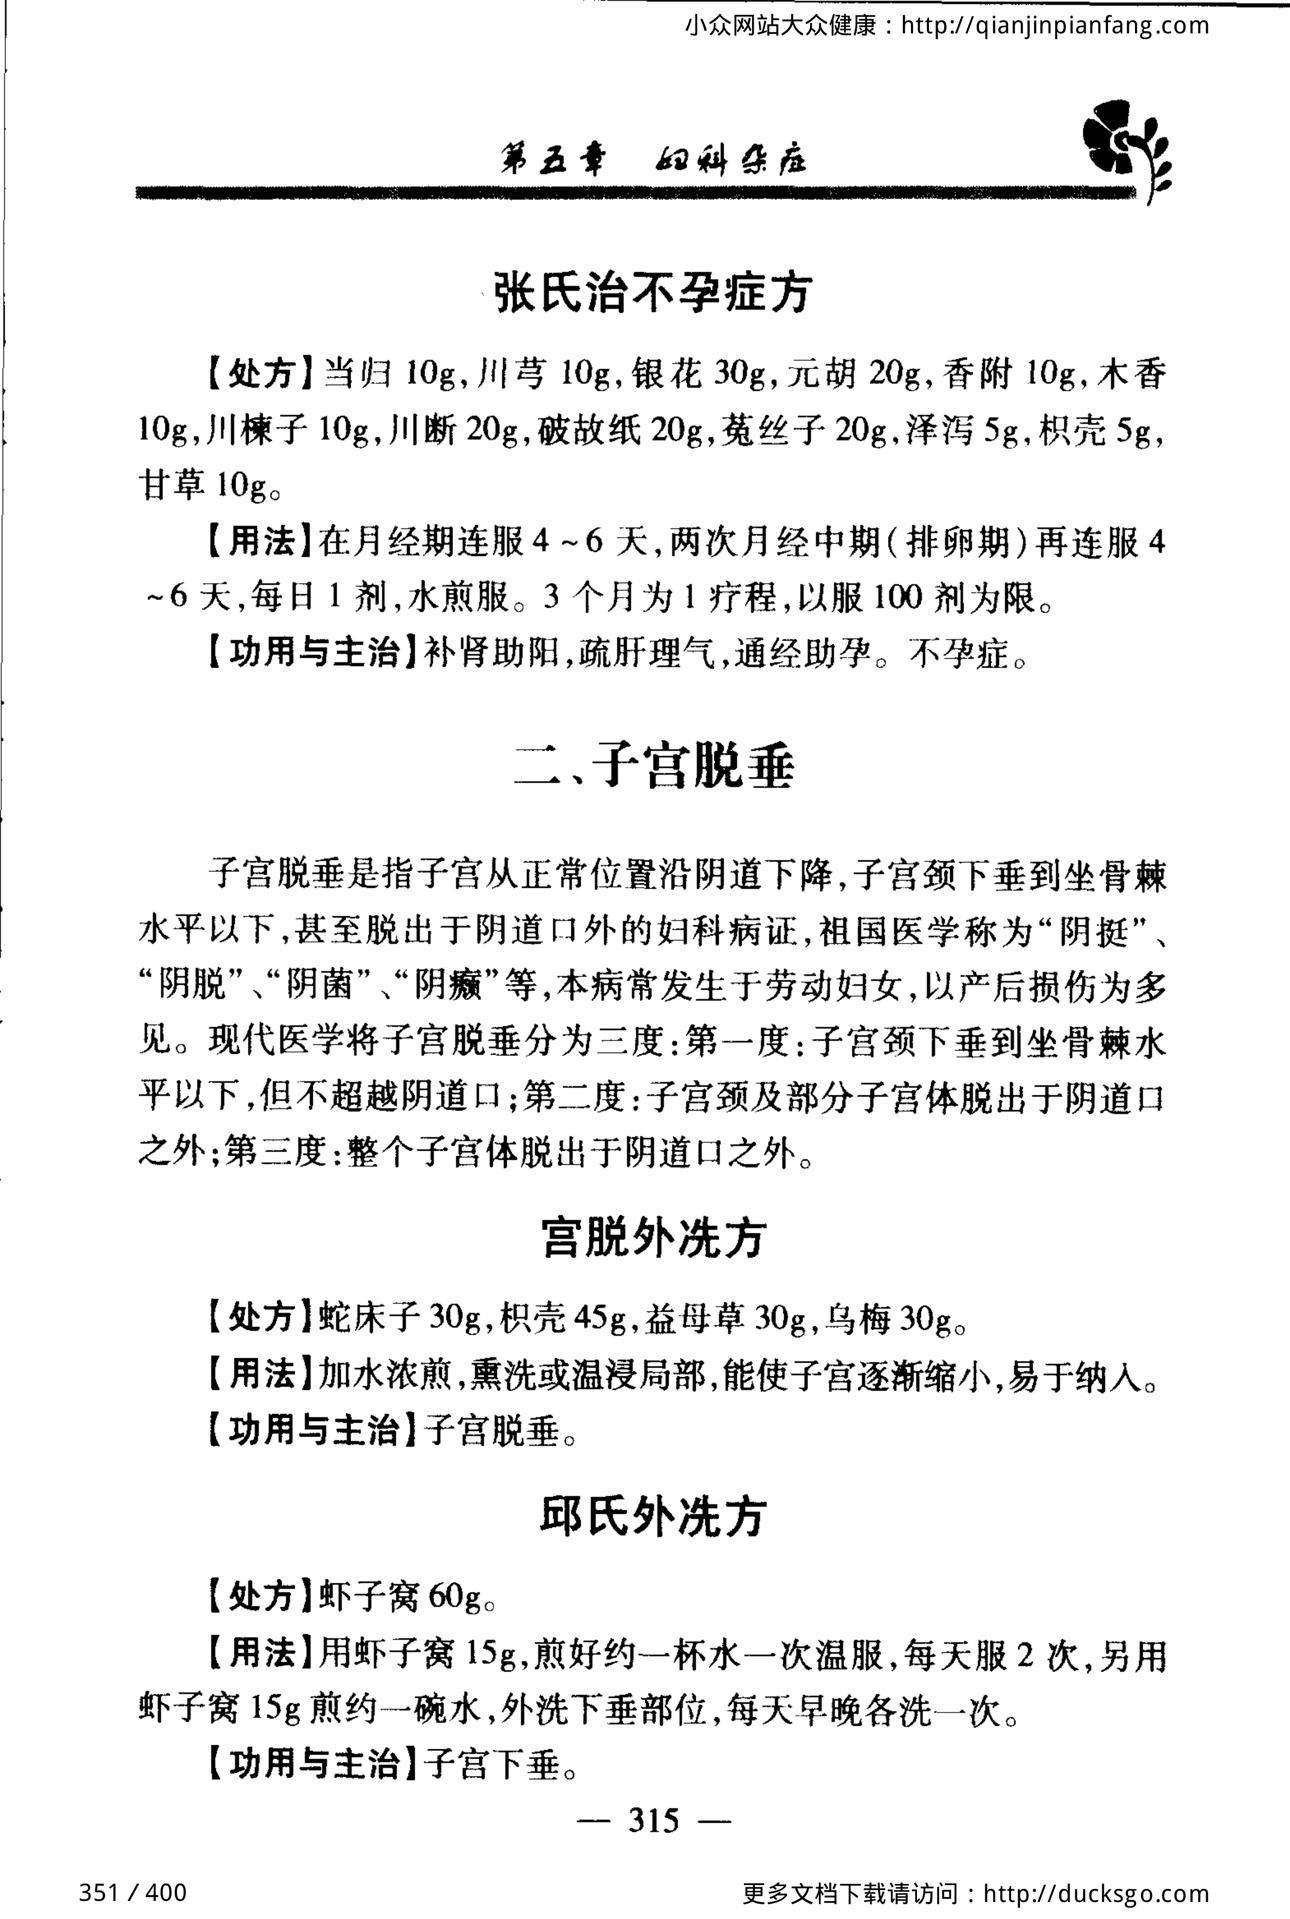 小众网站大众健康：http://qianjinpianfang.com
第五章 妇科杂症
张氏治不孕症方
【处方】当归 10g,川芎 10g,银花 30g,元胡 20g,香附 10g,木香
10g,川楝子 10g,川断 20g,破故纸 20g,菟丝子 20g,泽泻 5g,枳壳 5g,
甘草 10g。
【用法】在月经期连服 4 ~ 6 天,两次月经中期(排卵期)再连服 4
~ 6 天,每日 1 剂,水煎服。3 个月为 1 疗程,以服 100 剂为限。
【功用与主治】补肾助阳,疏肝理气,通经助孕。不孕症。
二、子宫脱垂
子宫脱垂是指子宫从正常位置沿阴道下降,子宫颈下垂到坐骨棘
水平以下,甚至脱出于阴道口外的妇科病证,祖国医学称为“阴挺”、
“阴脱”、“阴菌”、“阴癫”等,本病常发生于劳动妇女,以产后损伤为多
见。现代医学将子宫脱垂分为三度:第一度:子宫颈下垂到坐骨棘水
平以下,但不超越阴道口;第二度:子宫颈及部分子宫体脱出于阴道口
之外;第三度:整个子宫体脱出于阴道口之外。
宫脱外冼方
【处方】蛇床子 30g,枳壳 45g,益母草 30g,乌梅 30g。
【用法】加水浓煎,熏洗或温浸局部,能使子宫逐渐缩小,易于纳入。
【功用与主治】子宫脱垂。
邱氏外冼方
【处方】虾子窝 60g。
【用法】用虾子窝 15g,煎好约一杯水一次温服,每天服 2 次,另用
虾子窝 15g 煎约一碗水,外洗下垂部位,每天早晚各洗一次。
【功用与主治】子宫下垂。
— 315 —
351 / 400
更多文档下载请访问：http://ducksgo.com